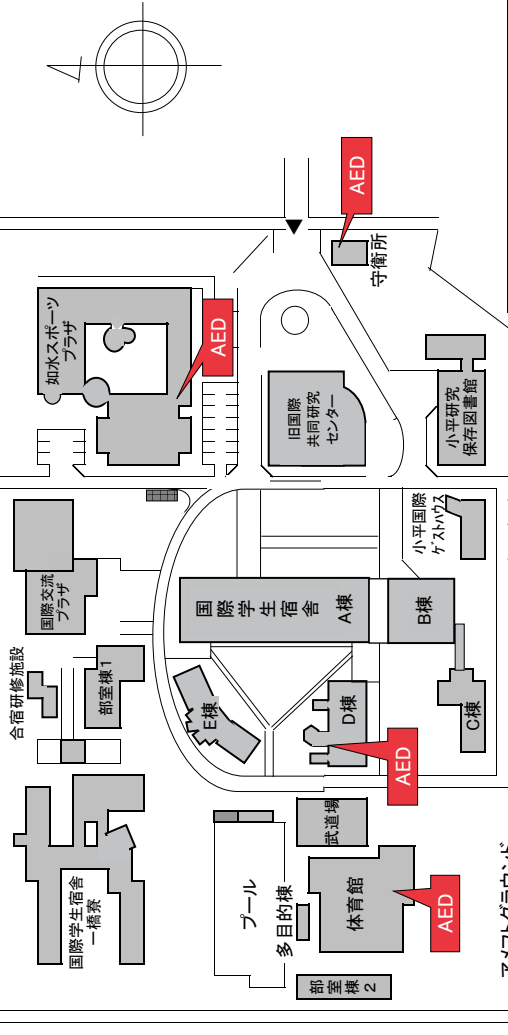 AED
守衛所
如水スポーツ
プラザ
AED
旧国際
共同研究
センター
小平研究
保存図書館
小平国際
ｹﾞｽﾄﾊｳｽ
国際交流
プラザ
国際学生宿舎
A棟
B棟
合宿研修施設
部室棟1
E棟
D棟
C棟
AED
武道場
国際学生宿舎
一橋寮
プール
多目的棟
体育館
AED
部室棟2